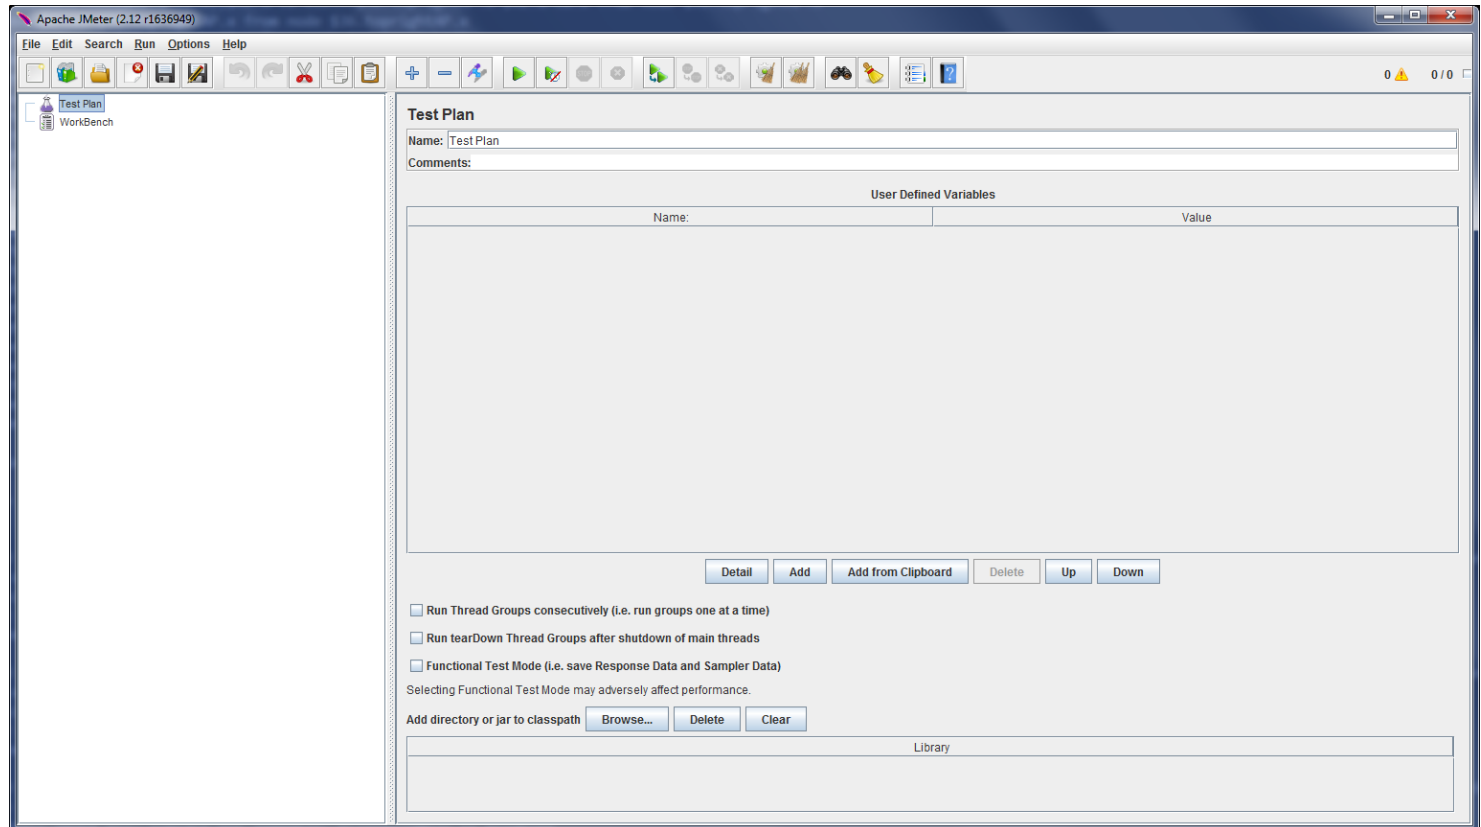 Apache JMeter (2.12 r1636949)
File Edit Search Run Options Help
0 0 / 0
Test Plan
WorkBench
Test Plan
Name: Test Plan
Comments:
User Defined Variables
Name: Value
Detail Add Add from Clipboard Delete Up Down
Run Thread Groups consecutively (i.e. run groups one at a time)
Run tearDown Thread Groups after shutdown of main threads
Functional Test Mode (i.e. save Response Data and Sampler Data)
Selecting Functional Test Mode may adversely affect performance.
Add directory or jar to classpath Browse... Delete Clear
Library